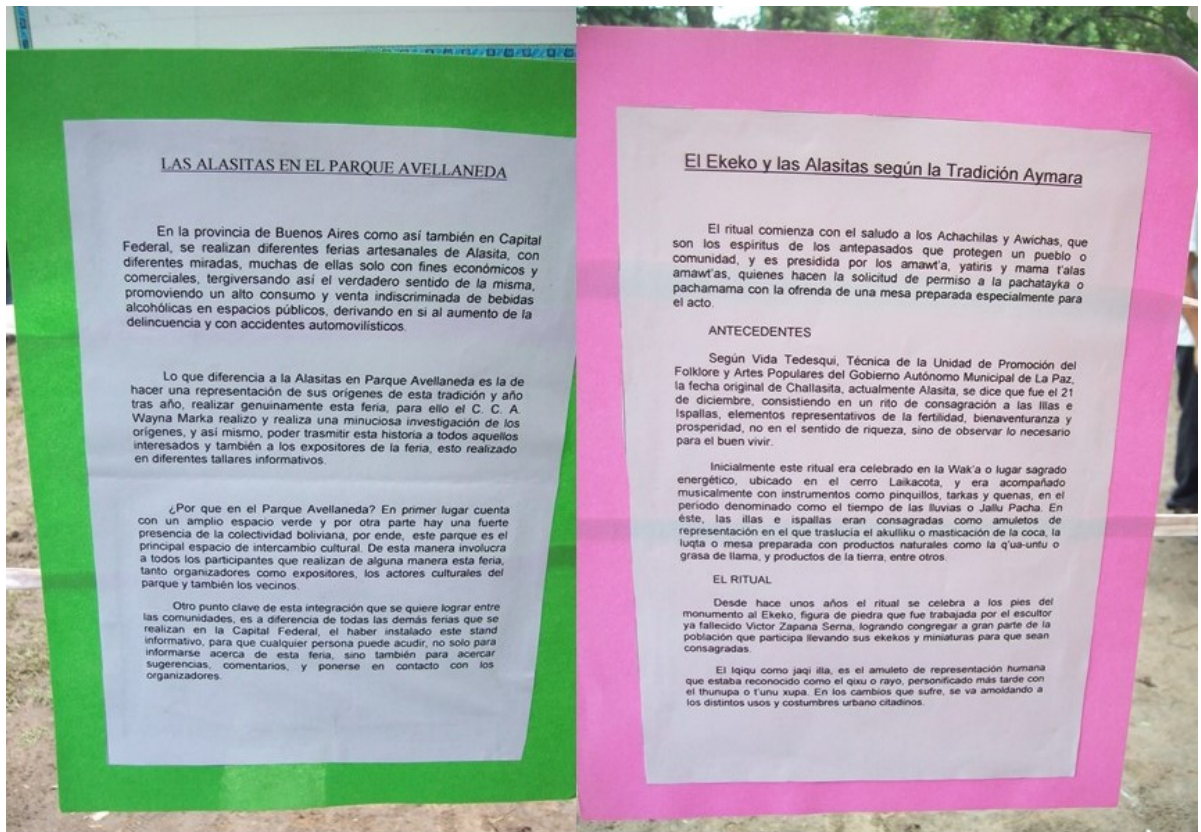 LAS ALASITAS EN EL PARQUE AVELLANEDA
En la provincia de Buenos Aires como así también en Capital
Federal, se realizan diferentes ferias artesanales de Alasita, con
diferentes miradas, muchas de ellas solo con fines económicos y
comerciales, tergiversando así el verdadero sentido de la misma,
promoviendo un alto consumo y venta indiscriminada de bebidas
alcohólicas en espacios públicos, derivando en si al aumento de la
delincuencia y con accidentes automovilísticos.
Lo que diferencia a la Alasitas en Parque Avellaneda es la de
hacer una representación de sus orígenes de esta tradición y año
tras año, realizar genuinamente esta feria, para ello el C. C. A.
Wayna Marka realizo y realiza una minuciosa investigación de los
orígenes, y así mismo, poder trasmitir esta historia a todos aquellos
interesados y también a los expositores de la feria, esto realizado
en diferentes tallares informativos.
¿Por que en el Parque Avellaneda? En primer lugar cuenta
con un amplio espacio verde y por otra parte hay una fuerte
presencia de la colectividad boliviana, por ende, este parque es el
principal espacio de intercambio cultural. De esta manera involucra
a todos los participantes que realizan de alguna manera esta feria,
tanto organizadores como expositores, los actores culturales del
parque y también los vecinos.
Otro punto clave de esta integración que se quiere lograr entre
las comunidades, es a diferencia de todas las demás ferias que se
realizan en la Capital Federal, el haber instalado este stand
informativo, para que cualquier persona puede acudir, no solo para
informarse acerca de esta feria, sino también para acercar
sugerencias, comentarios, y ponerse en contacto con los
organizadores.
El Ekeko y las Alasitas según la Tradición Aymara
El ritual comienza con el saludo a los Achachilas y Awichas, que
son los espiritus de los antepasados que protegen un pueblo o
comunidad, y es presidida por los amawt'a, yatiris y mama t'alas
amawt'as, quienes hacen la solicitud de permiso a la pachatayka o
pachamama con la ofrenda de una mesa preparada especialmente para
el acto.
ANTECEDENTES
Según Vida Tedesqui, Técnica de la Unidad de Promoción del
Folklore y Artes Populares del Gobierno Autónomo Municipal de La Paz,
la fecha original de Challasita, actualmente Alasita, se dice que fue el 21
de diciembre, consistiendo en un rito de consagración a las Illas e
Ispallas, elementos representativos de la fertilidad, bienaventuranza y
prosperidad, no en el sentido de riqueza, sino de observar lo necesario
para el buen vivir.
Inicialmente este ritual era celebrado en la Wak'a o lugar sagrado
energético, ubicado en el cerro Laikacota, y era acompañado
musicalmente con instrumentos como pinquillos, tarkas y quenas, en el
periodo denominado como el tiempo de las lluvias o Jallu Pacha. En
éste, las illas e ispallas eran consagradas como amuletos de
representación en el que traslucía el akulliku o masticación de la coca, la
luqta o mesa preparada con productos naturales como la q'ua-untu o
grasa de llama, y productos de la tierra, entre otros.
EL RITUAL
Desde hace unos años el ritual se celebra a los pies del
monumento al Ekeko, figura de piedra que fue trabajada por el escultor
ya fallecido Victor Zapana Serna, logrando congregar a gran parte de la
población que participa llevando sus ekekos y miniaturas para que sean
consagradas.
El Iqiqu como jaqi illa, es el amuleto de representación humana
que estaba reconocido como el qixu o rayo, personificado más tarde con
el thunupa o t'unu xupa. En los cambios que sufre, se va amoldando a
los distintos usos y costumbres urbano citadinos.